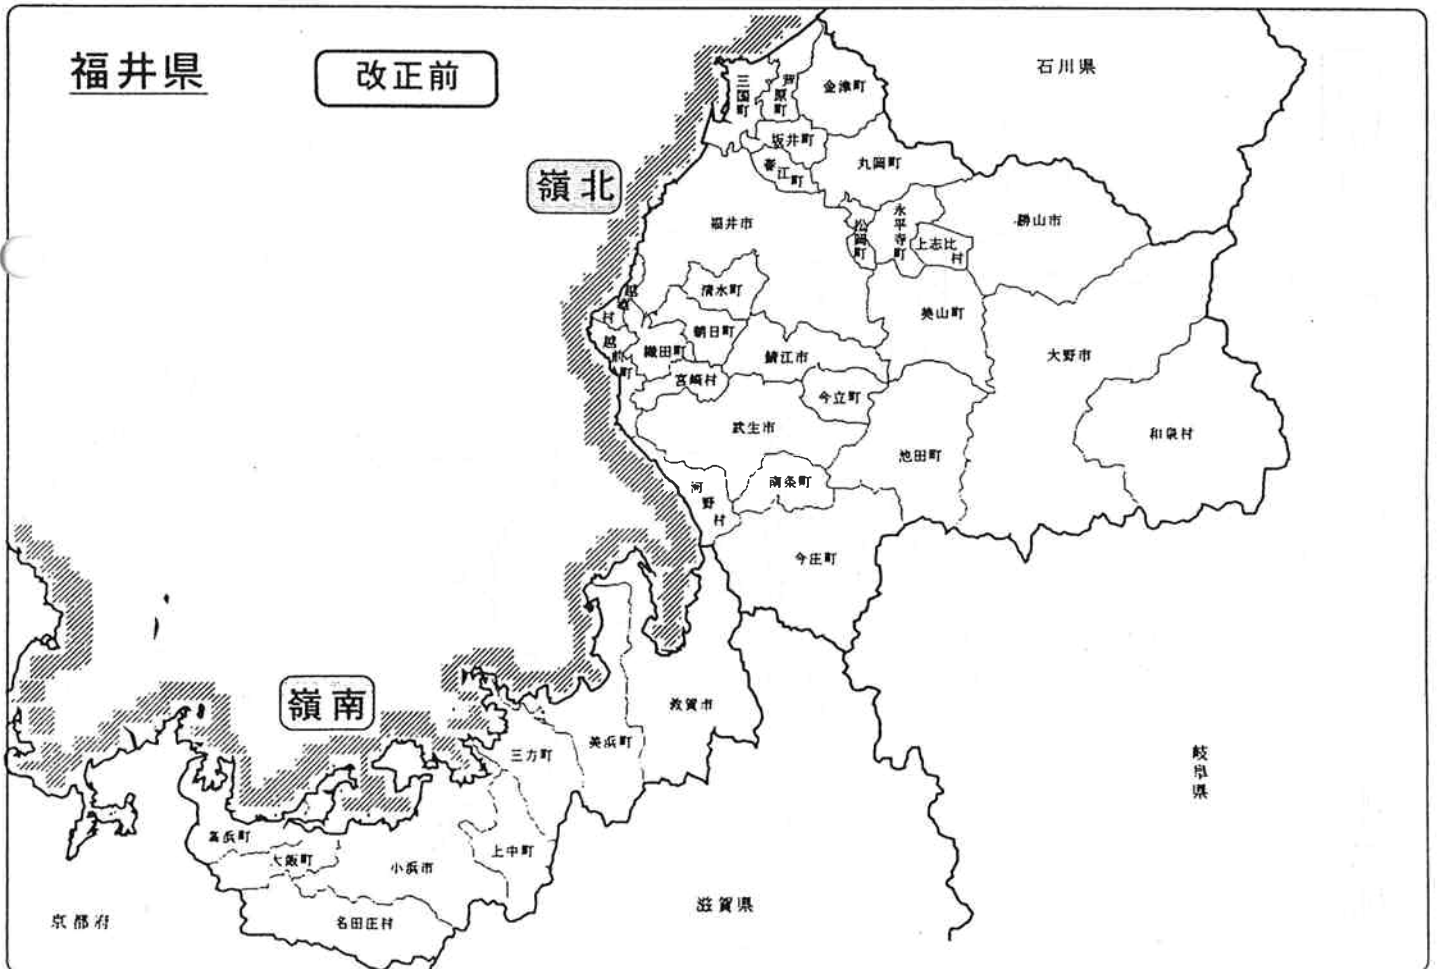 福井県
改正前
石川県
三国町
芦原町
金津町
坂井町
春江町
丸岡町
嶺北
福井市
松岡町
永平寺町
上志比村
勝山市
清水町
越廼村
朝日町
美山町
越前町
織田町
鯖江市
大野市
宮崎村
今立町
武生市
池田町
和泉村
河野村
南条町
今庄町
嶺南
敦賀市
三方町
美浜町
岐阜県
高浜町
大飯町
小浜市
上中町
京都府
名田庄村
滋賀県